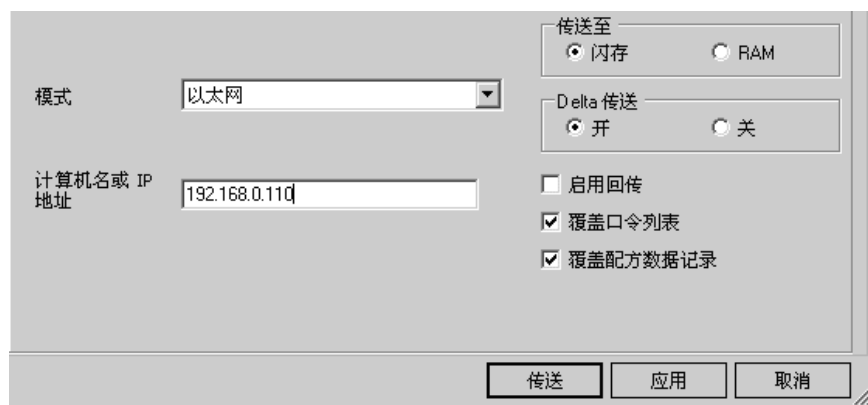 传送至
闪存 RAM
模式 以太网
Delta 传送
开 关
计算机名或 IP
地址
192.168.0.110
启用回传
覆盖口令列表
覆盖配方数据记录
传送 应用 取消